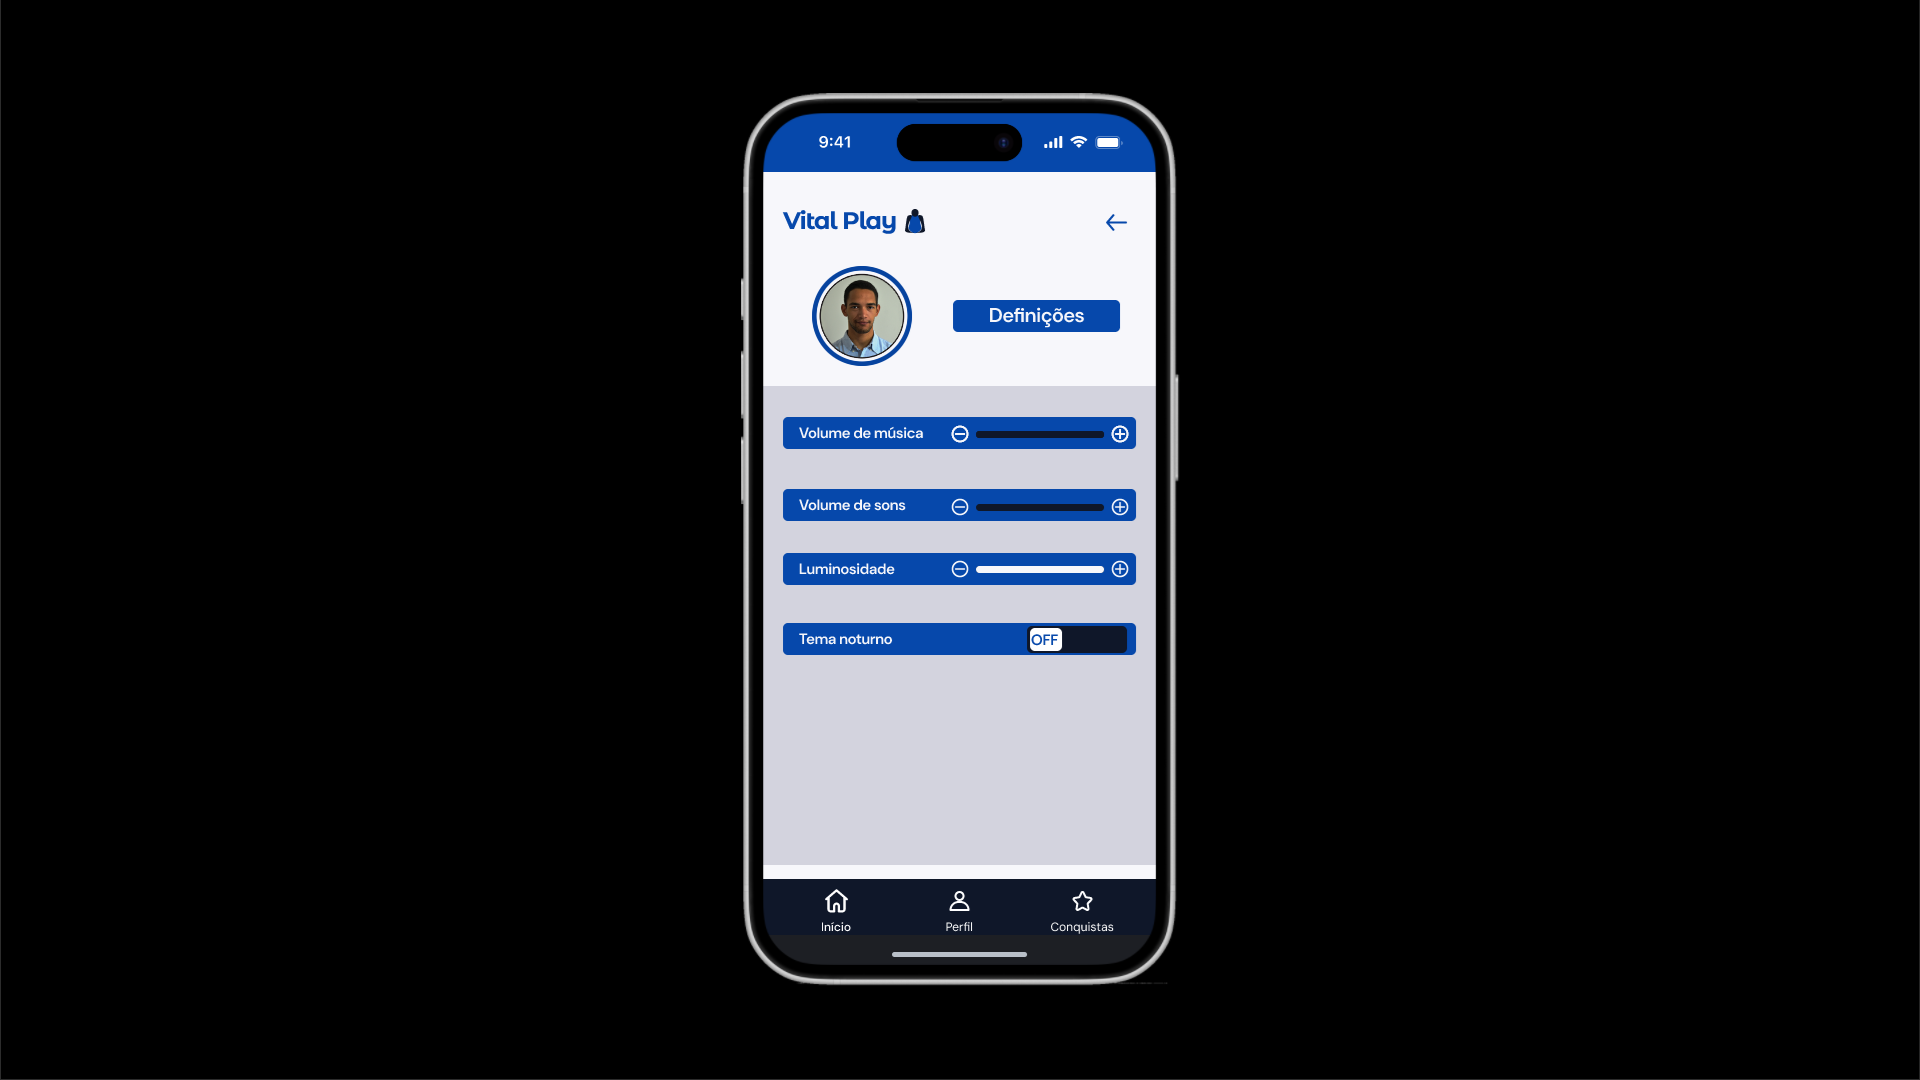 9:41
Vital Play
Definições
Volume de música
Volume de sons
Luminosidade
Tema noturno OFF
Início Perfil Conquistas